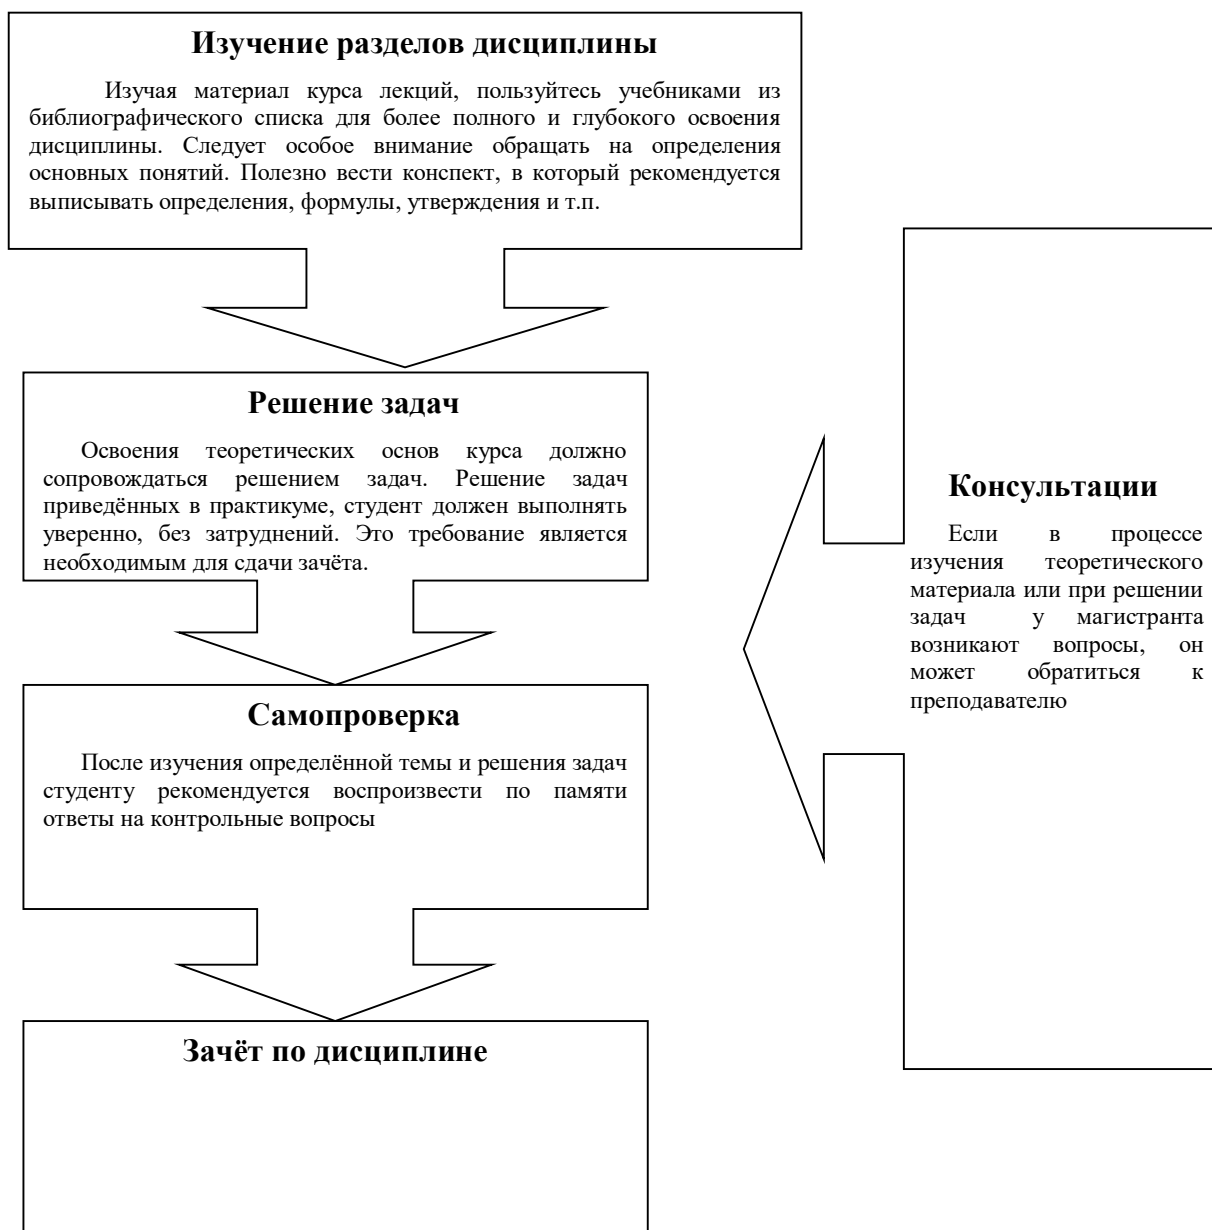 Изучение разделов дисциплины
Изучая материал курса лекций, пользуйтесь учебниками из
библиографического списка для более полного и глубокого освоения
дисциплины. Следует особое внимание обращать на определения
основных понятий. Полезно вести конспект, в который рекомендуется
выписывать определения, формулы, утверждения и т.п.
Решение задач
Освоения теоретических основ курса должно
сопровождаться решением задач. Решение задач
приведённых в практикуме, студент должен выполнять
уверенно, без затруднений. Это требование является
необходимым для сдачи зачёта.
Самопроверка
После изучения определённой темы и решения задач
студенту рекомендуется воспроизвести по памяти
ответы на контрольные вопросы
Зачёт по дисциплине
Консультации
Если в процессе
изучения теоретического
материала или при решении
задач у магистранта
возникают вопросы, он
может обратиться к
преподавателю